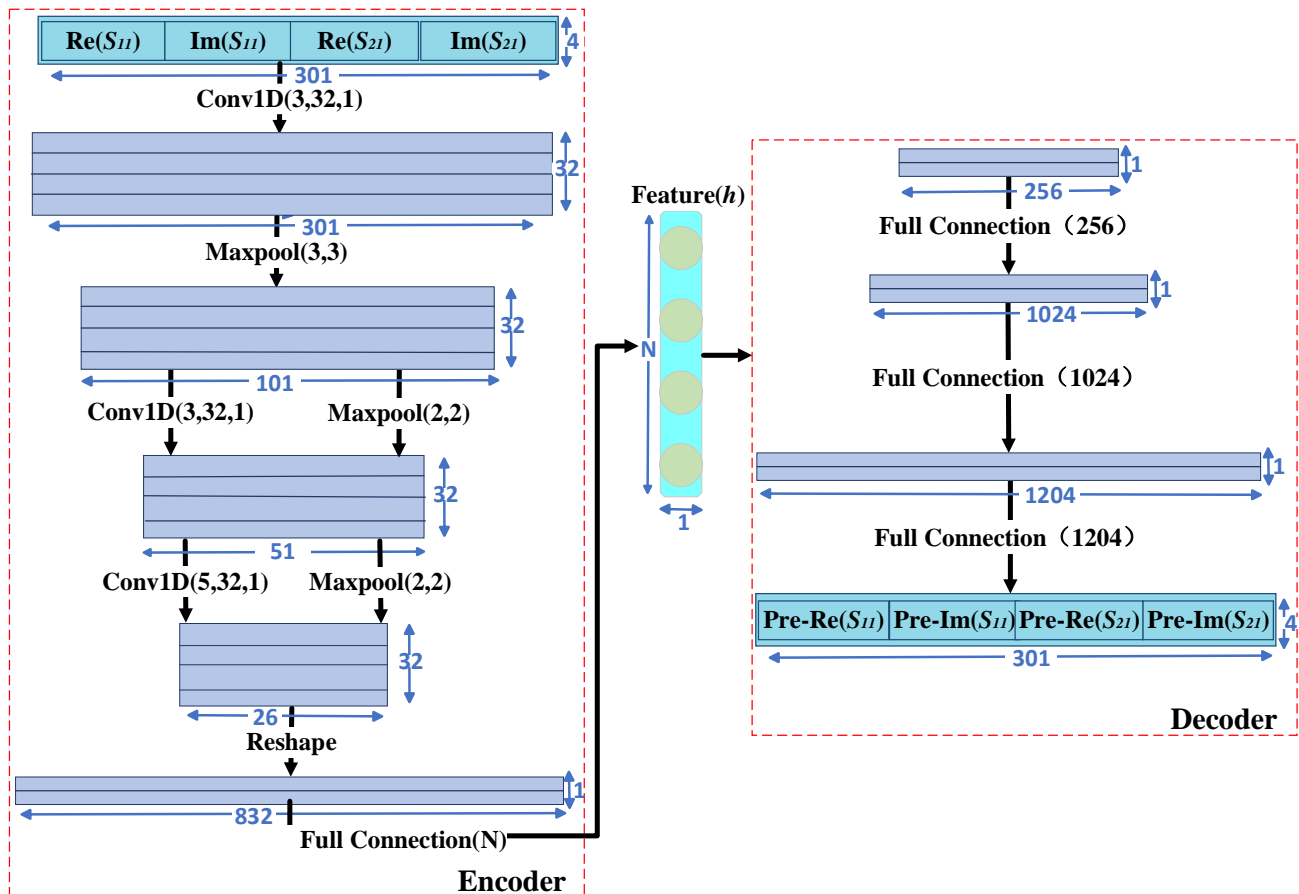 Re(S11) Im(S11) Re(S21) Im(S21) 4
301
Conv1D(3,32,1)
32
301
Maxpool(3,3)
32
101
Conv1D(3,32,1) Maxpool(2,2)
32
51
Conv1D(5,32,1) Maxpool(2,2)
32
26
Reshape
1
832
Full Connection(N)
Encoder
Feature(h)
N
1
1
256
Full Connection（256）
1
1024
Full Connection（1024）
1
1204
Full Connection（1204）
Pre-Re(S11) Pre-Im(S11) Pre-Re(S21) Pre-Im(S21) 4
301
Decoder